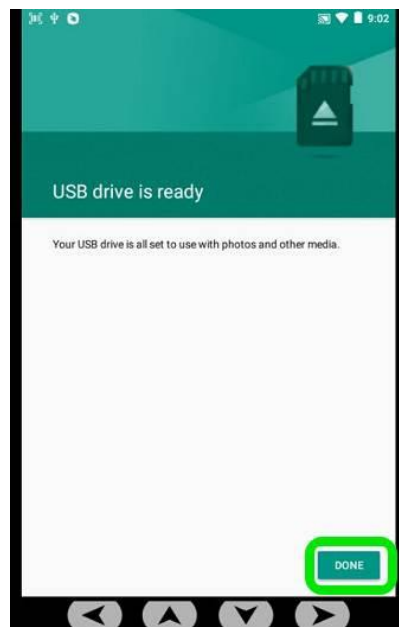 9:02
USB drive is ready
Your USB drive is all set to use with photos and other media.
DONE